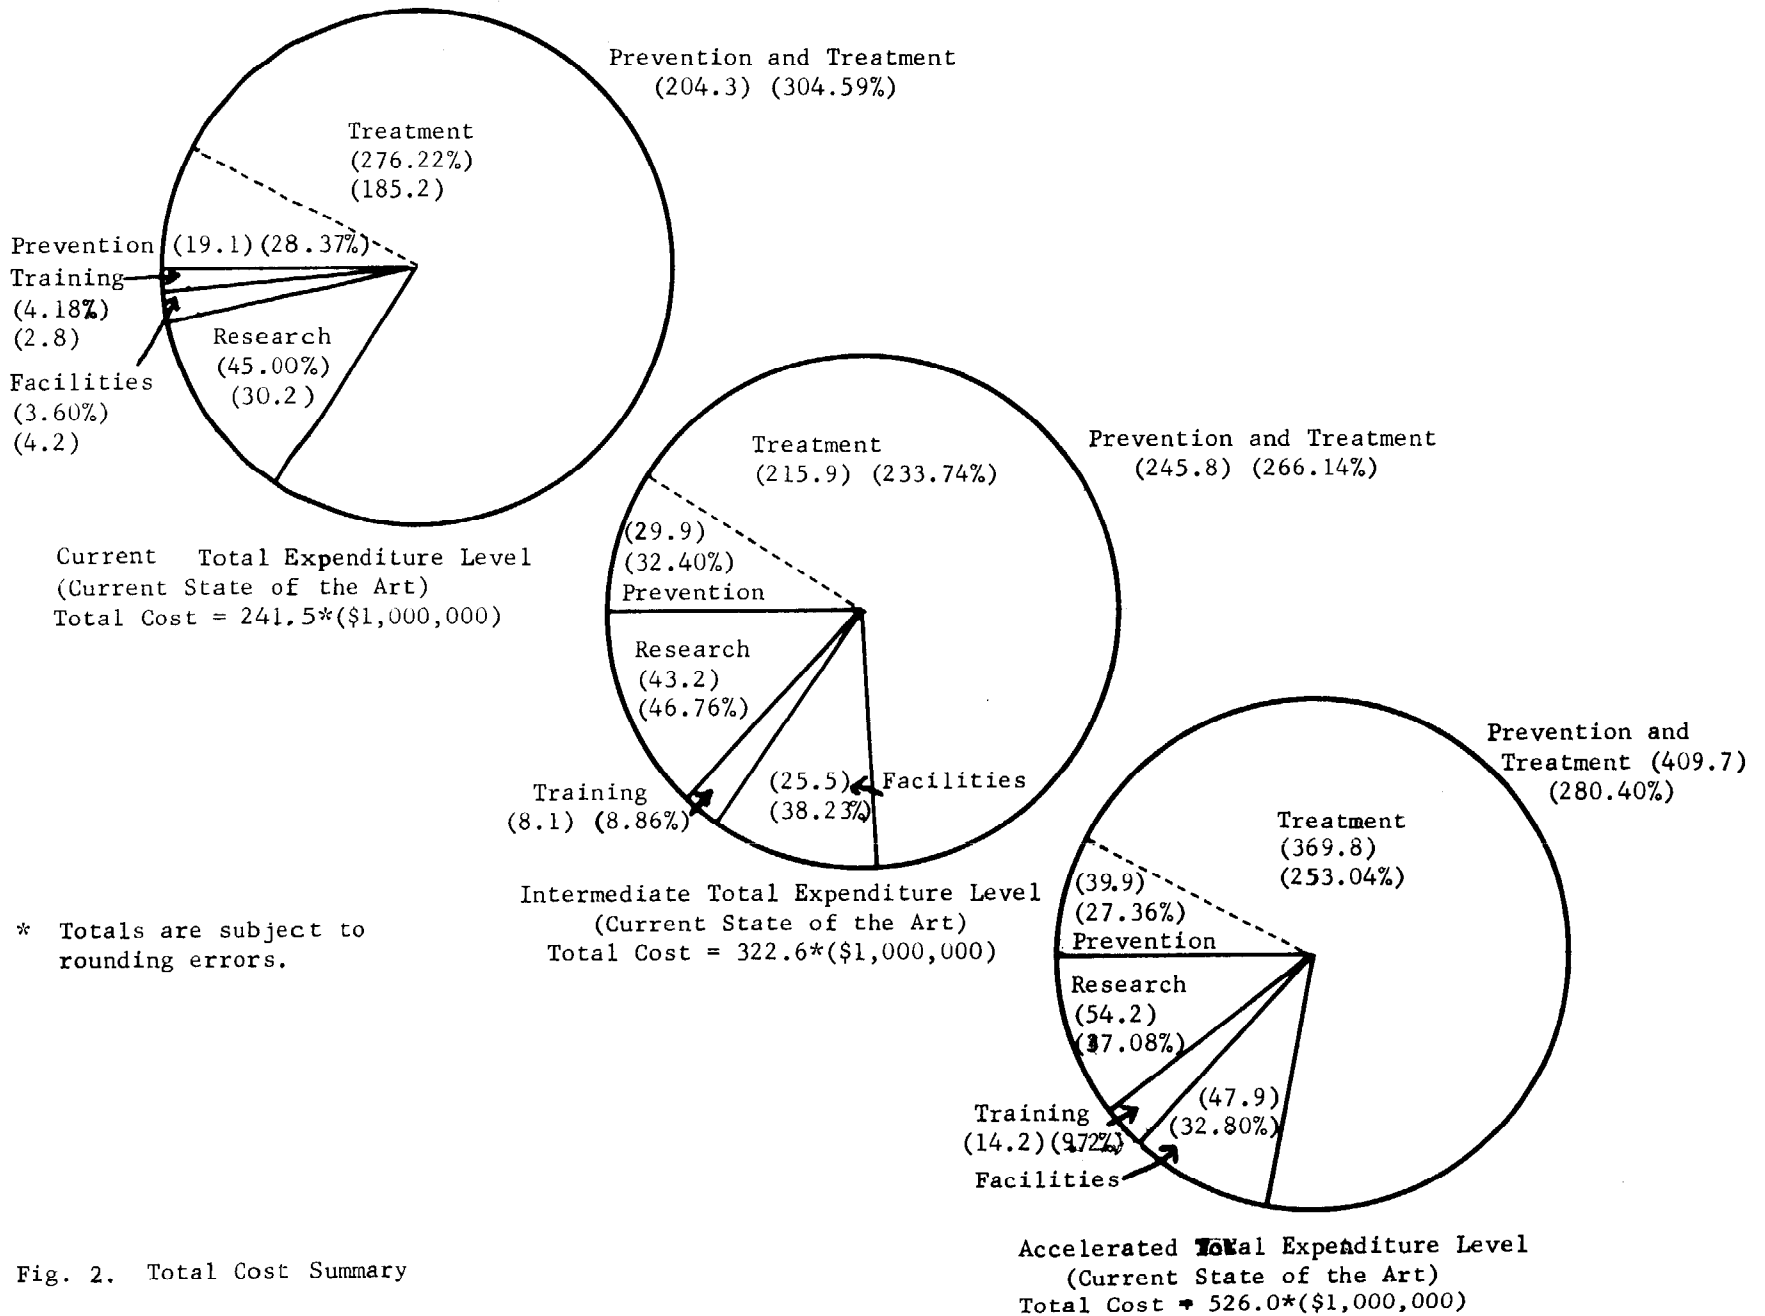 Prevention and Treatment
(204.3) (304.59%)
Treatment
(276.22%)
(185.2)
Prevention (19.1)(28.37%)
Training
(4.18%)
(2.8)
Facilities
(3.60%)
(4.2)
Research
(45.00%)
(30.2)
Current Total Expenditure Level
(Current State of the Art)
Total Cost = 241.5*($1,000,000)
Prevention and Treatment
(245.8) (266.14%)
Treatment
(215.9) (233.74%)
(29.9)
(32.40%)
Prevention
Research
(43.2)
(46.76%)
Training
(8.1) (8.86%)
(25.5)
(38.23%)
Facilities
Intermediate Total Expenditure Level
(Current State of the Art)
Total Cost = 322.6*($1,000,000)
Prevention and
Treatment (409.7)
(280.40%)
Treatment
(369.8)
(253.04%)
(39.9)
(27.36%)
Prevention
Research
(54.2)
Training
(14.2)
(47.9)
(32.80%)
Facilities
Accelerated Total Expenditure Level
(Current State of the Art)
Total Cost = 526.0*($1,000,000)
* Totals are subject to
rounding errors.
Fig. 2. Total Cost Summary